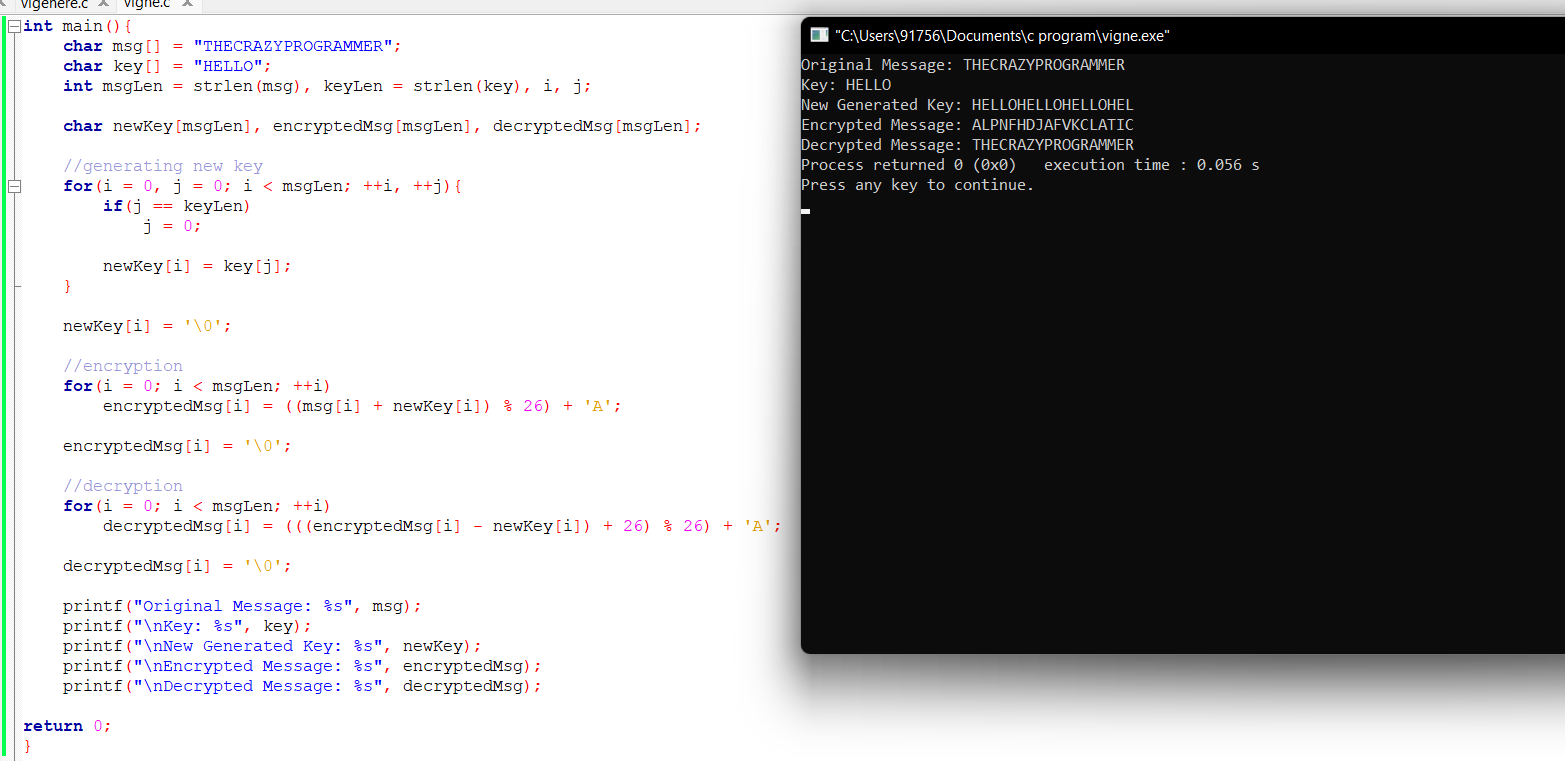 vigenere.c vigne.c
int main(){
char msg[] = "THECRAZYPROGRAMMER";
char key[] = "HELLO";
int msgLen = strlen(msg), keyLen = strlen(key), i, j;
char newKey[msgLen], encryptedMsg[msgLen], decryptedMsg[msgLen];
//generating new key
for(i = 0, j = 0; i < msgLen; ++i, ++j){
if(j == keyLen)
j = 0;
newKey[i] = key[j];
}
newKey[i] = '\0';
//encryption
for(i = 0; i < msgLen; ++i)
encryptedMsg[i] = ((msg[i] + newKey[i]) % 26) + 'A';
encryptedMsg[i] = '\0';
//decryption
for(i = 0; i < msgLen; ++i)
decryptedMsg[i] = (((encryptedMsg[i] - newKey[i]) + 26) % 26) + 'A';
decryptedMsg[i] = '\0';
printf("Original Message: %s", msg);
printf("\nKey: %s", key);
printf("\nNew Generated Key: %s", newKey);
printf("\nEncrypted Message: %s", encryptedMsg);
printf("\nDecrypted Message: %s", decryptedMsg);
return 0;
}
"C:\Users\91756\Documents\c program\vigne.exe"
Original Message: THECRAZYPROGRAMMER
Key: HELLO
New Generated Key: HELLOHELLOHELLOHEL
Encrypted Message: ALPNFHDJAFVKCLATIC
Decrypted Message: THECRAZYPROGRAMMER
Process returned 0 (0x0) execution time : 0.056 s
Press any key to continue.